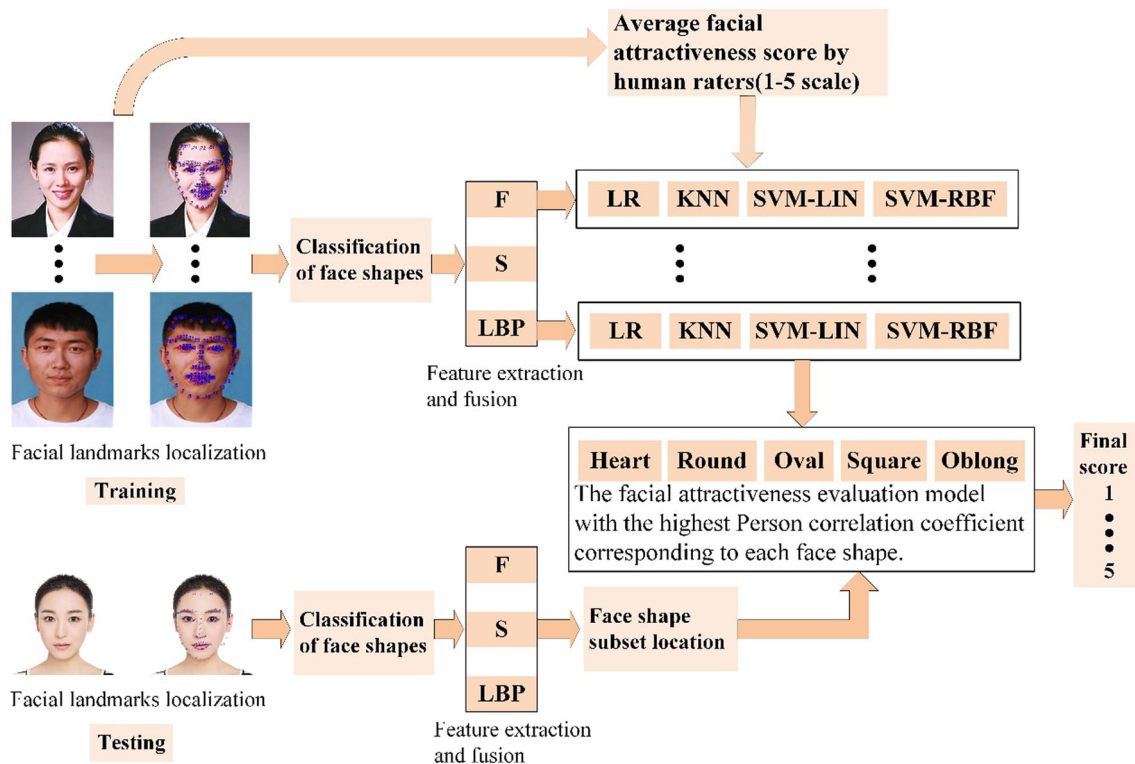 Average facial
attractiveness score by
human raters(1-5 scale)
F
S
LBP
LR KNN SVM-LIN SVM-RBF
Classification
of face shapes
LR KNN SVM-LIN SVM-RBF
Feature extraction
and fusion
Facial landmarks localization
Training
Heart Round Oval Square Oblong
The facial attractiveness evaluation model
with the highest Person correlation coefficient
corresponding to each face shape.
Final
score
1
5
F
S
LBP
Classification
of face shapes
Face shape
subset location
Facial landmarks localization
Testing
Feature extraction
and fusion